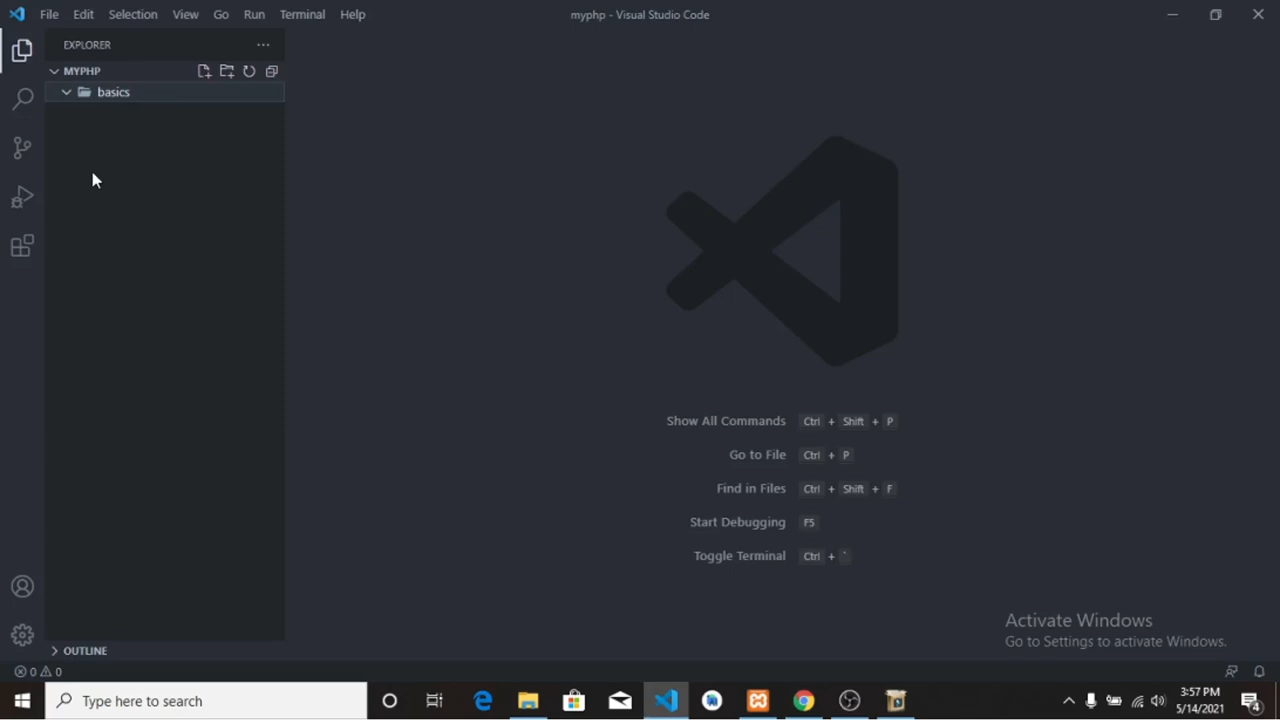 File Edit Selection View Go Run Terminal Help
myphp - Visual Studio Code
EXPLORER
MYPHP
basics
Show All Commands Ctrl + Shift + P
Go to File Ctrl + P
Find in Files Ctrl + Shift + F
Start Debugging F5
Toggle Terminal Ctrl + `
Activate Windows
Go to Settings to activate Windows.
OUTLINE
0 0
Type here to search
3:57 PM
5/14/2021
4